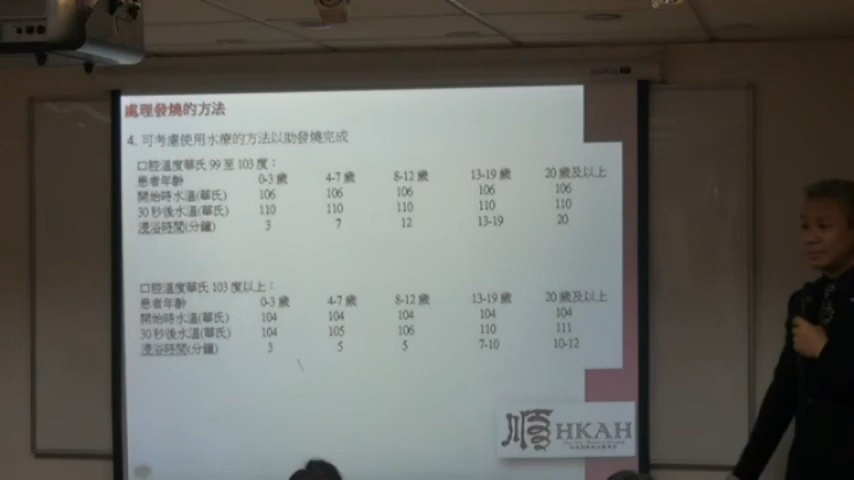 處理發燒的方法
4. 可考慮使用水療的方法以助發燒完成
口腔溫度華氏 99 至 103 度：
患者年齡 0-3 歲 4-7 歲 8-12 歲 13-19 歲 20 歲及以上
開始時水溫(華氏) 106 106 106 106 106
30 秒後水溫(華氏) 110 110 110 110 110
浸浴時間(分鐘) 3 7 12 13-19 20
口腔溫度華氏 103 度以上：
患者年齡 0-3 歲 4-7 歲 8-12 歲 13-19 歲 20 歲及以上
開始時水溫(華氏) 104 104 104 104 104
30 秒後水溫(華氏) 104 105 106 110 111
浸浴時間(分鐘) 3 5 5 7-10 10-12
HKAH